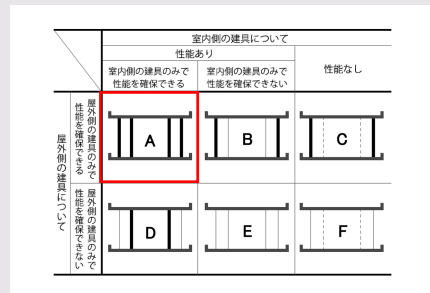 室内側の建具について
性能あり
性能なし
室内側の建具のみで
性能を確保できる
室内側の建具のみで
性能を確保できない
屋外側の建具について
屋外側の建具のみで
性能を確保できる
A
B
C
屋外側の建具のみで
性能を確保できない
D
E
F